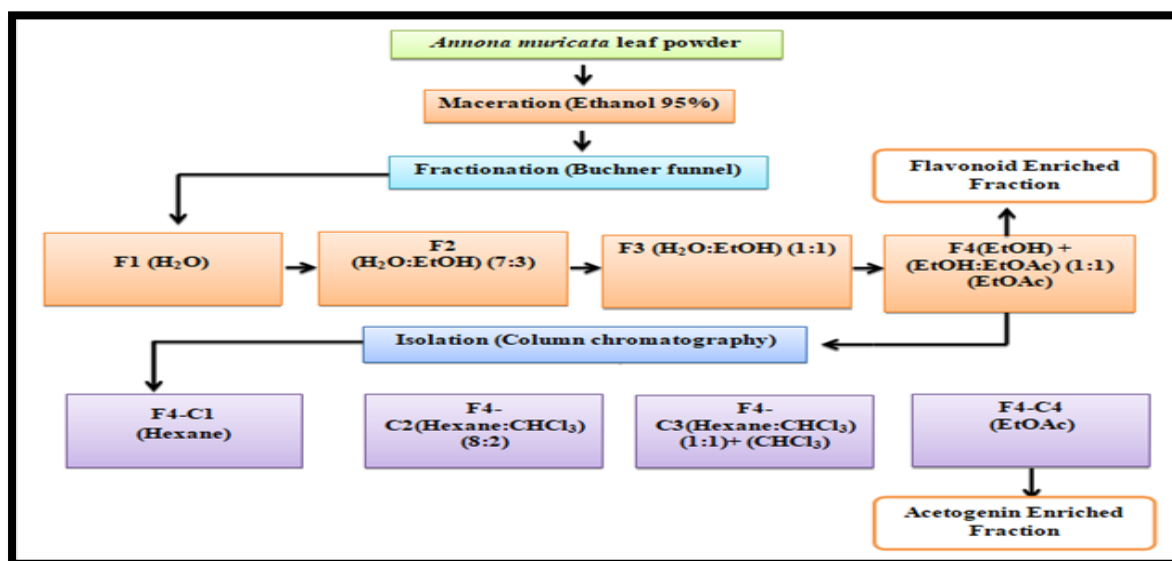 Annona muricata leaf powder
Maceration (Ethanol 95%)
Fractionation (Buchner funnel)
Flavonoid Enriched
Fraction
F1 (H₂O)
F2
(H₂O:EtOH) (7:3)
F3 (H₂O:EtOH) (1:1)
F4(EtOH) +
(EtOH:EtOAc) (1:1)
(EtOAc)
Isolation (Column chromatography)
F4-C1
(Hexane)
F4-
C2(Hexane:CHCl₃)
(8:2)
F4-
C3(Hexane:CHCl₃)
(1:1)+ (CHCl₃)
F4-C4
(EtOAc)
Acetogenin Enriched
Fraction